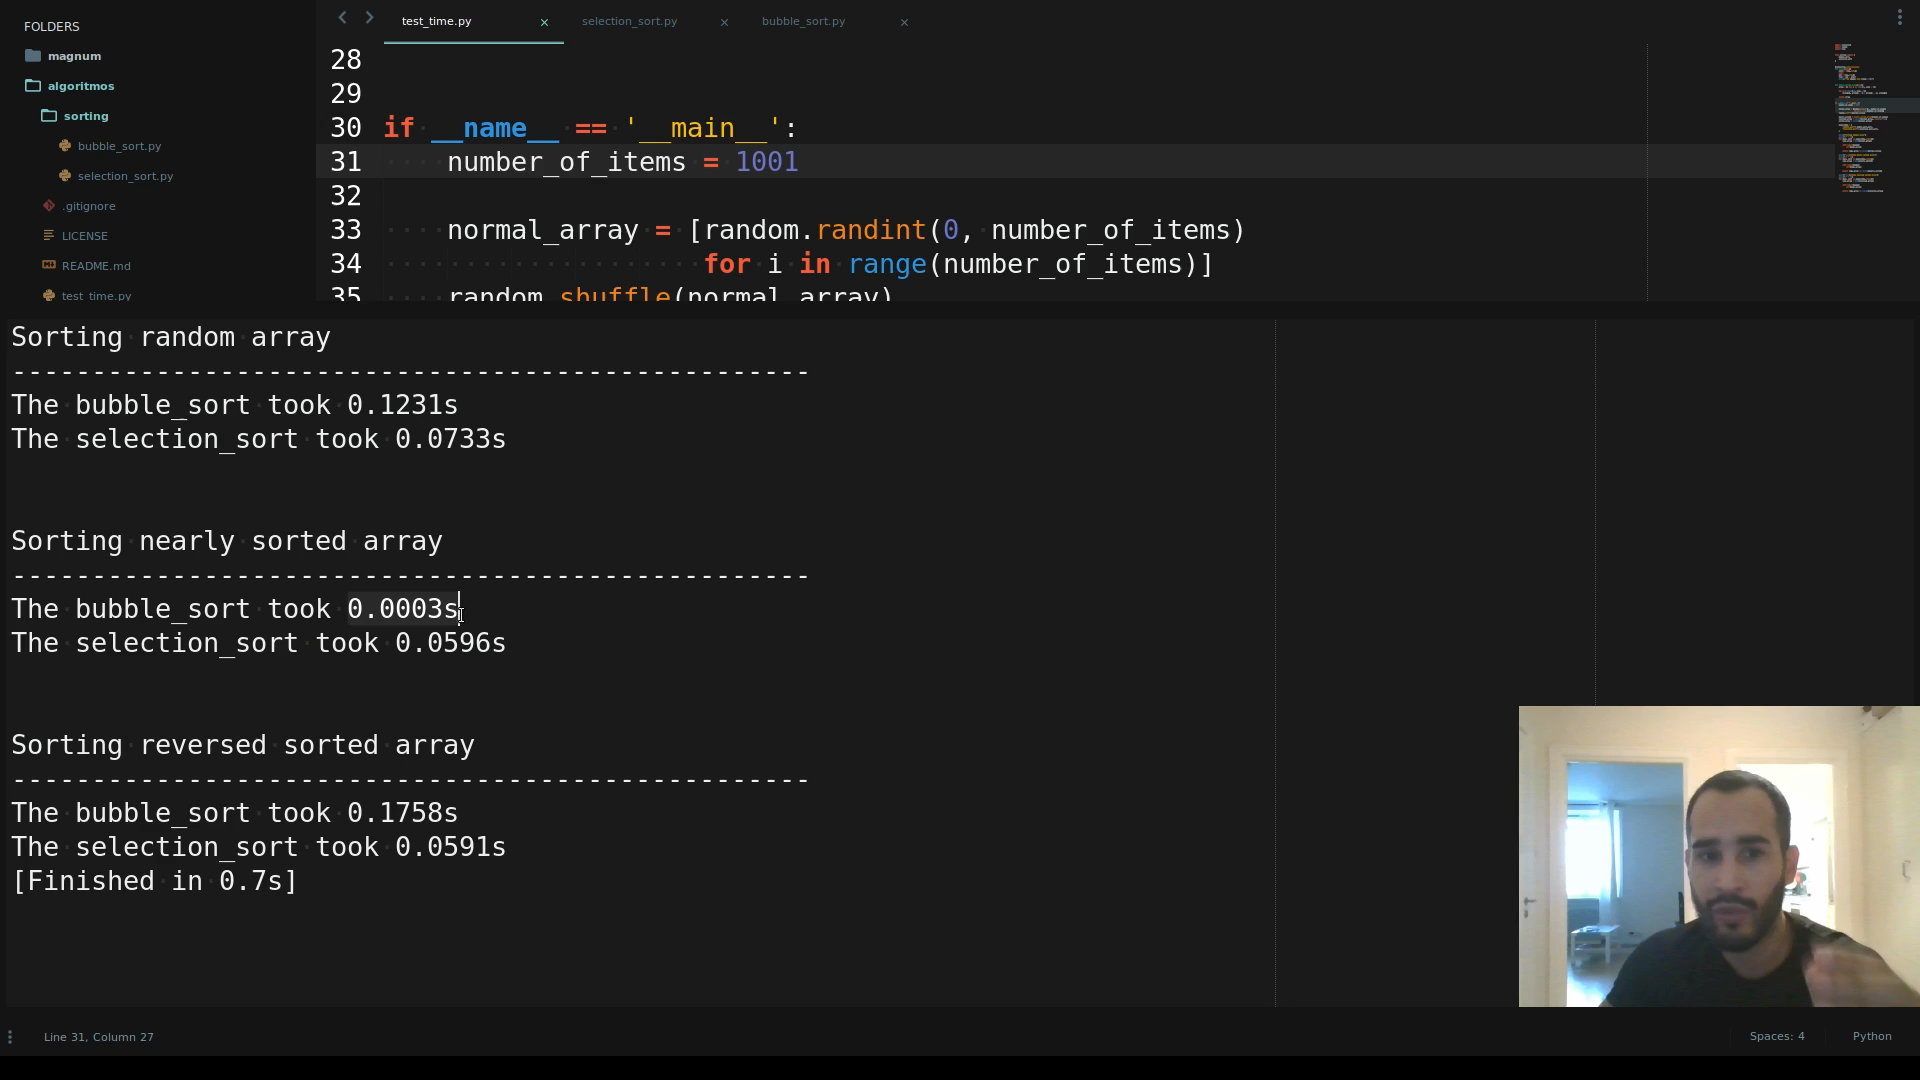 FOLDERS
magnum
algoritmos
sorting
bubble_sort.py
selection_sort.py
.gitignore
LICENSE
README.md
test_time.py
test_time.py
selection_sort.py
bubble_sort.py
28
29
30 if __name__ == '__main__':
31 number_of_items = 1001
32
33 normal_array = [random.randint(0, number_of_items)
34 for i in range(number_of_items)]
35 random.shuffle(normal_array)
Sorting random array
--------------------------------------------------
The bubble_sort took 0.1231s
The selection_sort took 0.0733s
Sorting nearly sorted array
--------------------------------------------------
The bubble_sort took 0.0003s
The selection_sort took 0.0596s
Sorting reversed sorted array
--------------------------------------------------
The bubble_sort took 0.1758s
The selection_sort took 0.0591s
[Finished in 0.7s]
Line 31, Column 27
Spaces: 4
Python